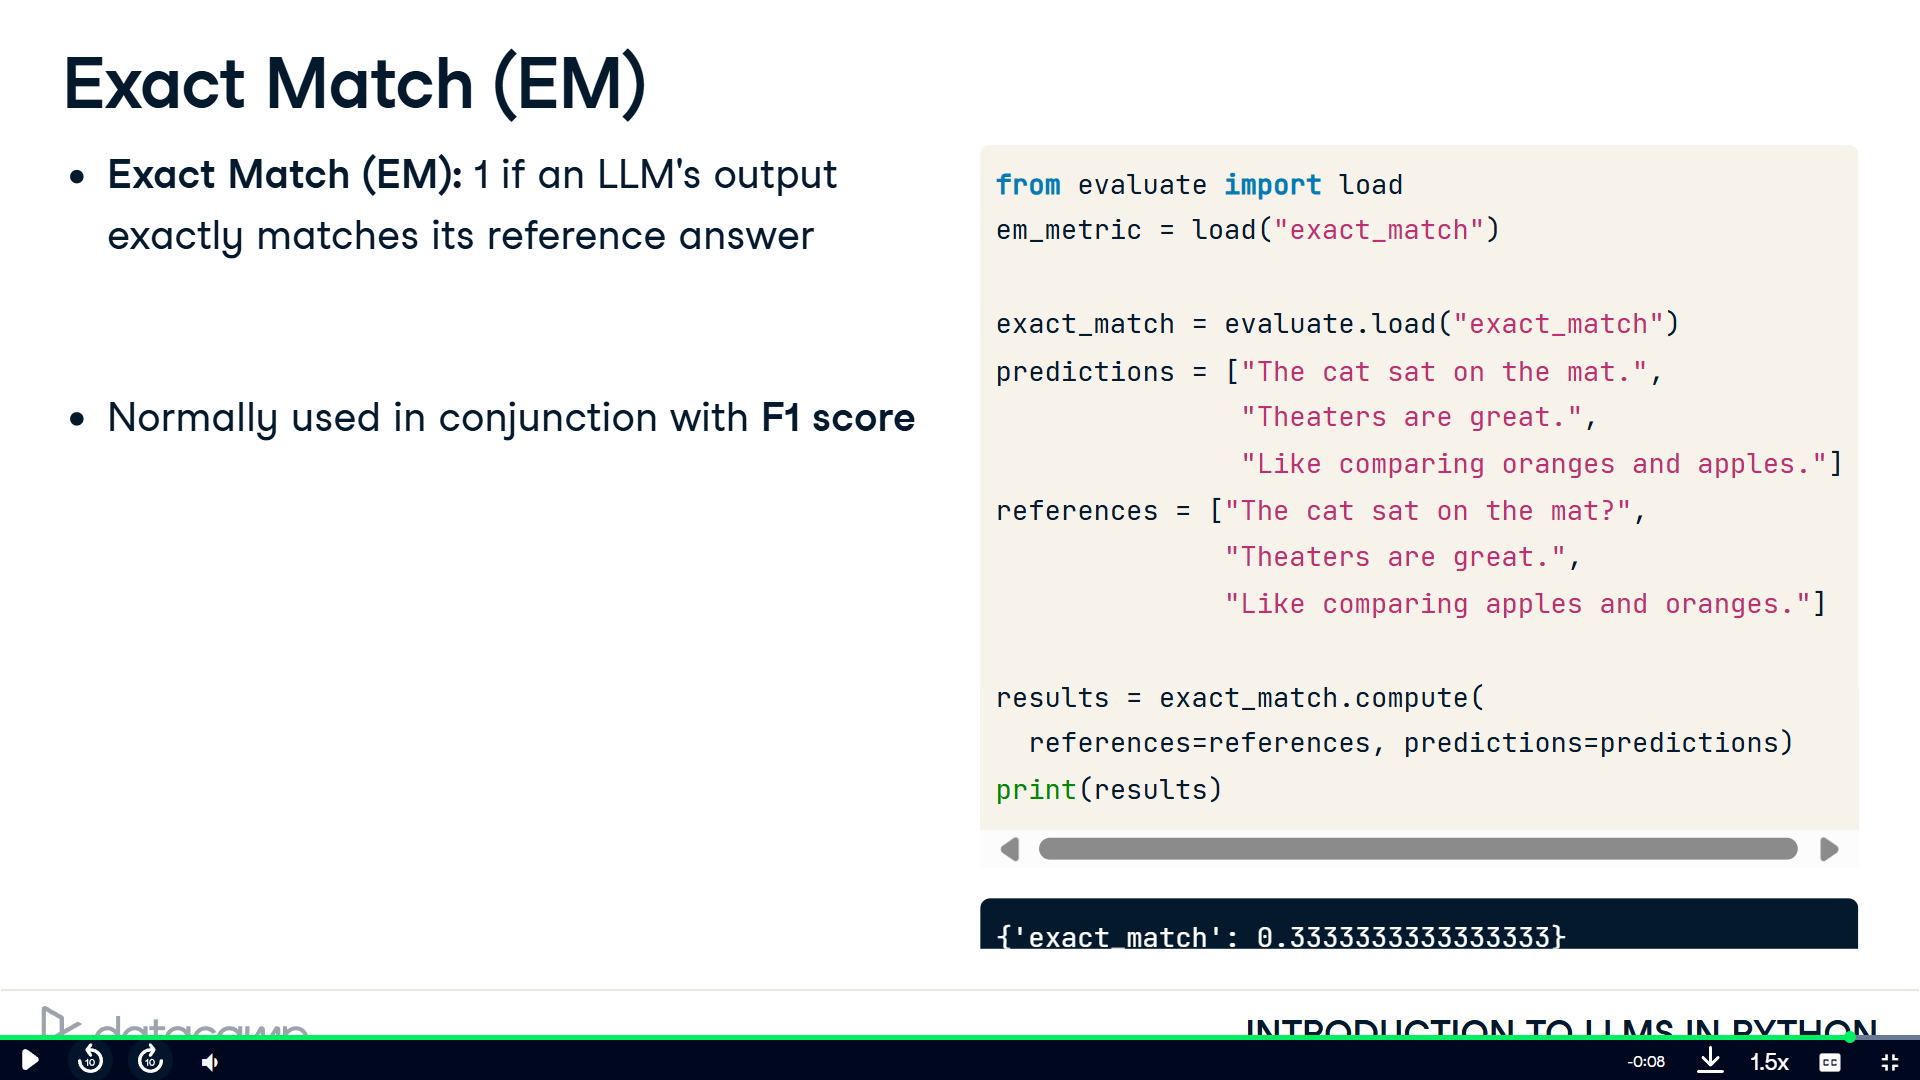 Exact Match (EM)
• Exact Match (EM): 1 if an LLM's output
exactly matches its reference answer
• Normally used in conjunction with F1 score
from evaluate import load
em_metric = load("exact_match")
exact_match = evaluate.load("exact_match")
predictions = ["The cat sat on the mat.",
"Theaters are great.",
"Like comparing oranges and apples."]
references = ["The cat sat on the mat?",
"Theaters are great.",
"Like comparing apples and oranges."]
results = exact_match.compute(
references=references, predictions=predictions)
print(results)
{'exact_match': 0.3333333333333333}
datacamp
INTRODUCTION TO LLMS IN PYTHON
10
10
-0:08
1.5x
CC